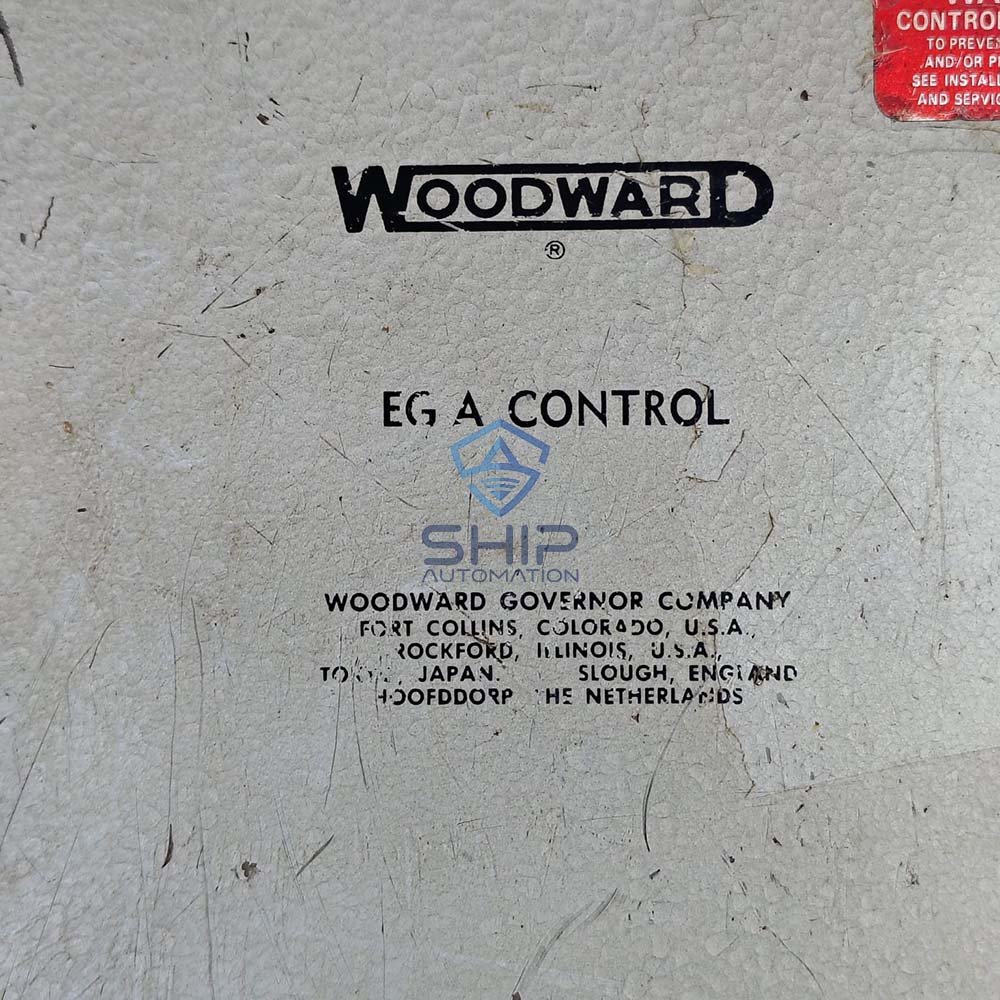 CONTROL
TO PREVE
AND/OR P
SEE INSTALL
AND SERVIC
WOODWARD
®
EG A CONTROL
SHIP
AUTOMATION
WOODWARD GOVERNOR COMPANY
FORT COLLINS, COLORADO, U.S.A.,
ROCKFORD, ILLINOIS, U.S.A.,
JAPAN. SLOUGH, ENGLAND
HOOFDDORP THE NETHERLANDS